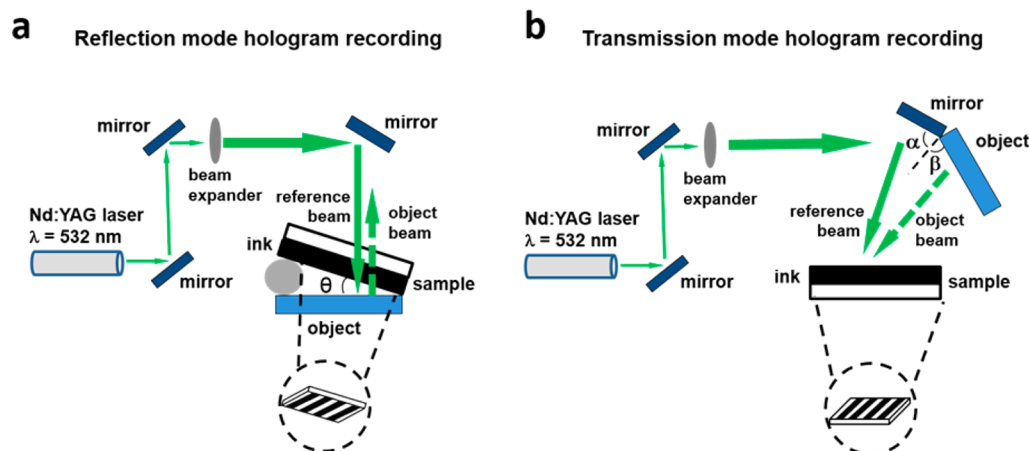 a
Reflection mode hologram recording
mirror
mirror
beam
expander
reference
beam
object
beam
Nd:YAG laser
λ = 532 nm
ink
mirror
θ
sample
object
b
Transmission mode hologram recording
mirror
mirror
object
α
β
beam
expander
reference
beam
object
beam
Nd:YAG laser
λ = 532 nm
mirror
ink
sample